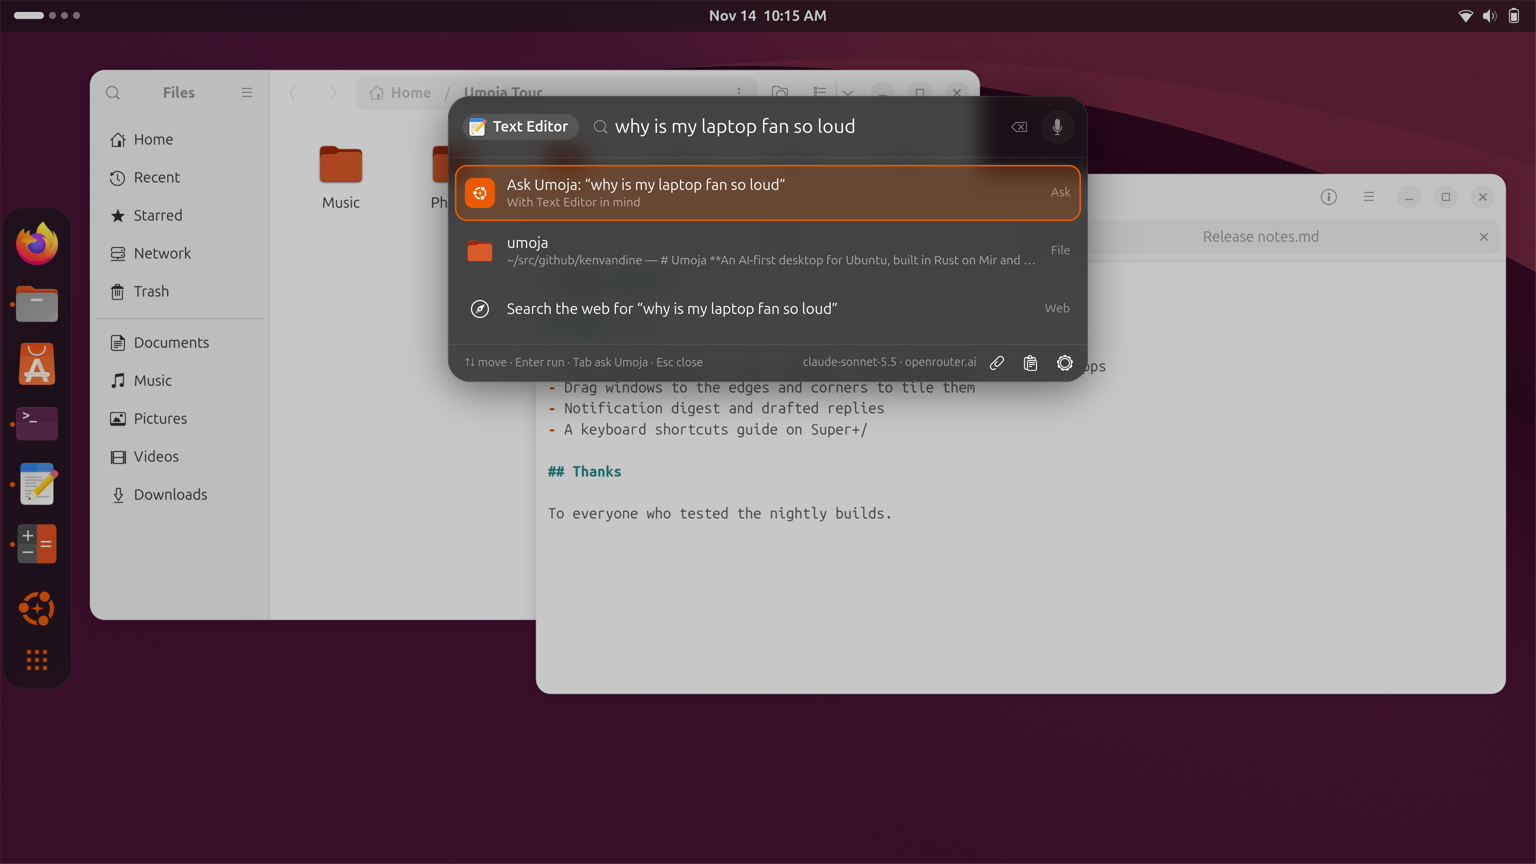 Nov 14 10:15 AM
Files
Home / Umoja Tour
Home
Recent
Starred
Network
Trash
Documents
Music
Pictures
Videos
Downloads
Music
Text Editor
why is my laptop fan so loud
Ask Umoja: “why is my laptop fan so loud”
With Text Editor in mind
Ask
umoja
~/src/github/kenvandine — # Umoja **An AI-first desktop for Ubuntu, built in Rust on Mir and …
File
Search the web for “why is my laptop fan so loud”
Web
↑↓ move · Enter run · Tab ask Umoja · Esc close
claude-sonnet-5.5 · openrouter.ai
Release notes.md
- Drag windows to the edges and corners to tile them
- Notification digest and drafted replies
- A keyboard shortcuts guide on Super+/
## Thanks
To everyone who tested the nightly builds.